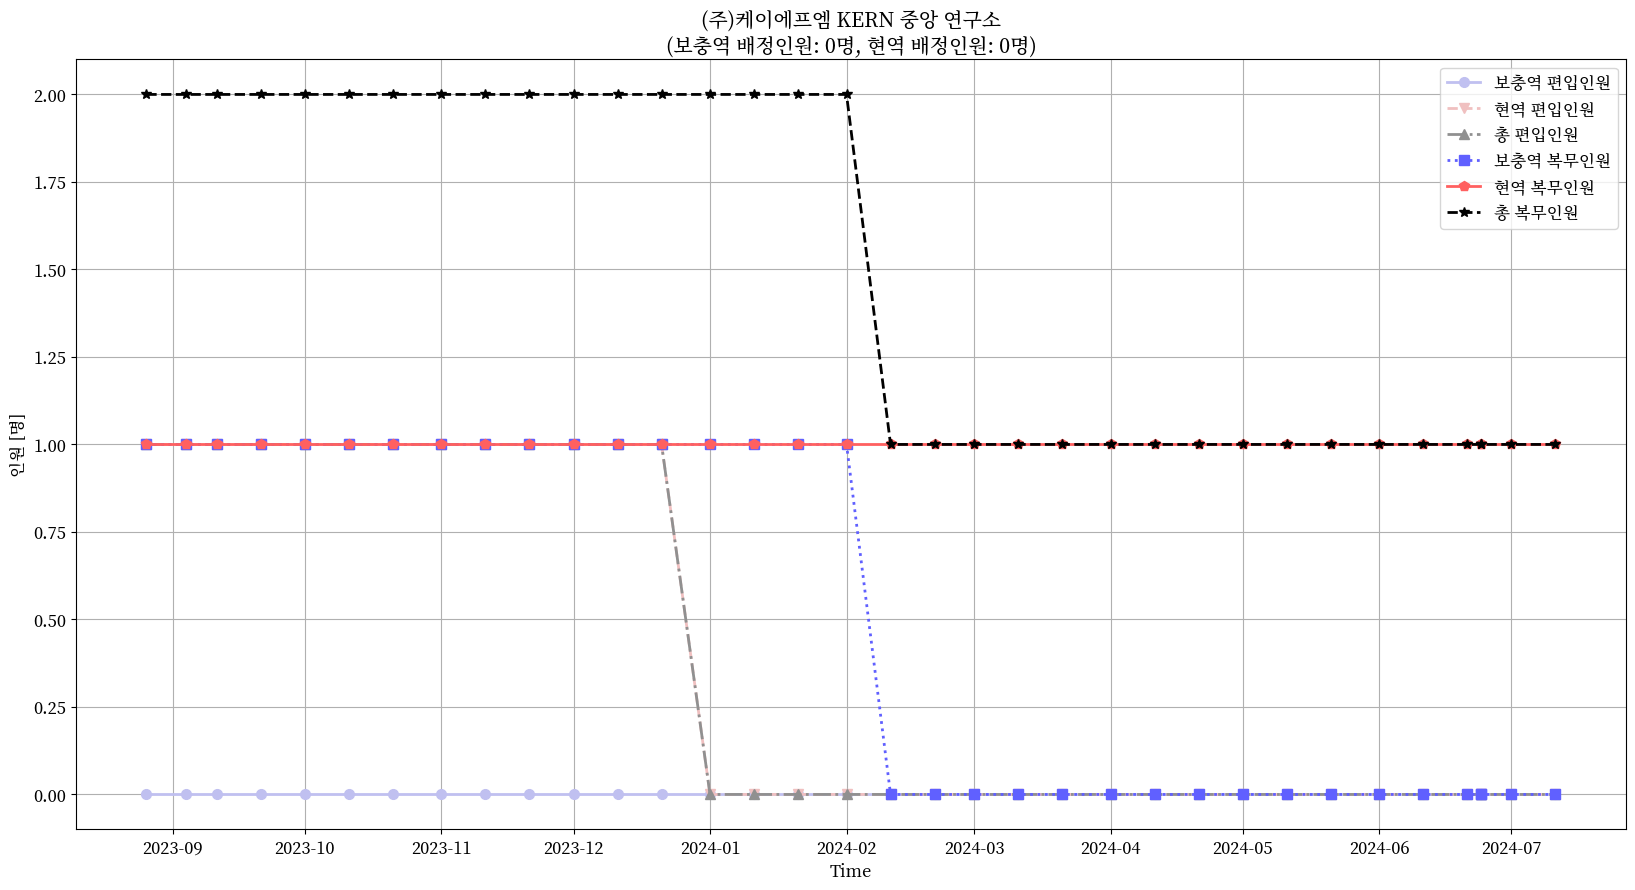 (주)케이에프엠 KERN 중앙 연구소
(보충역 배정인원: 0명, 현역 배정인원: 0명)
보충역 편입인원
현역 편입인원
총 편입인원
보충역 복무인원
현역 복무인원
총 복무인원
인원 [명]
2.00
1.75
1.50
1.25
1.00
0.75
0.50
0.25
0.00
2023-09 2023-10 2023-11 2023-12 2024-01 2024-02 2024-03 2024-04 2024-05 2024-06 2024-07
Time